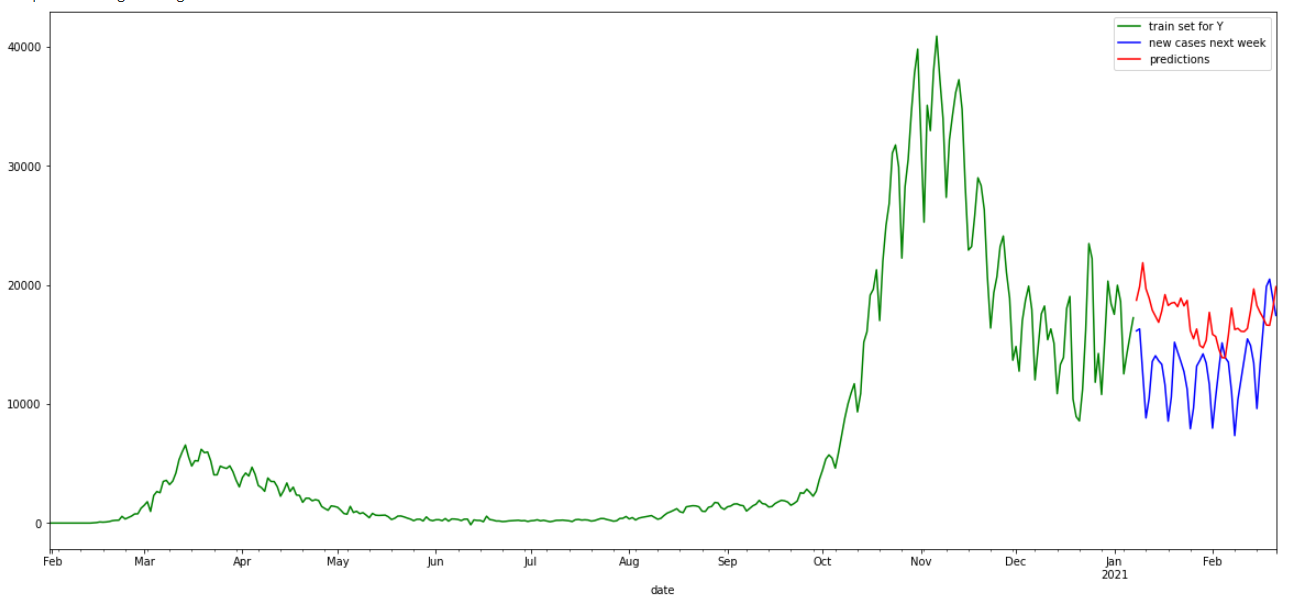 train set for Y
new cases next week
predictions
40000
30000
20000
10000
0
Feb Mar Apr May Jun Jul Aug Sep Oct Nov Dec Jan Feb
2021
date